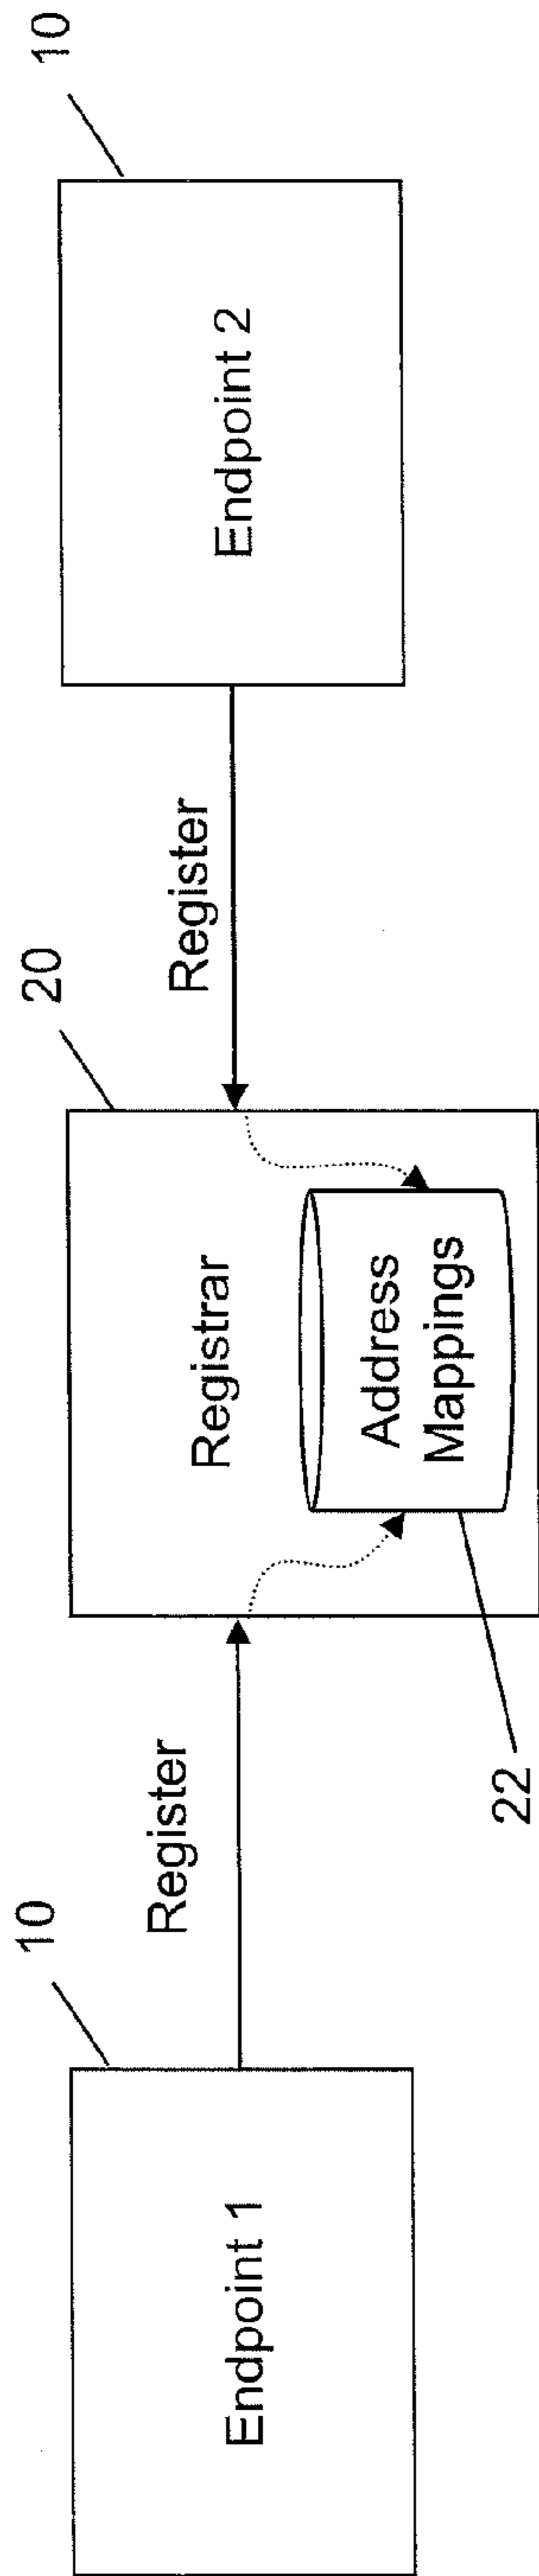 10
Endpoint 1
Register
20
Registrar
Address
Mappings
22
Register
10
Endpoint 2